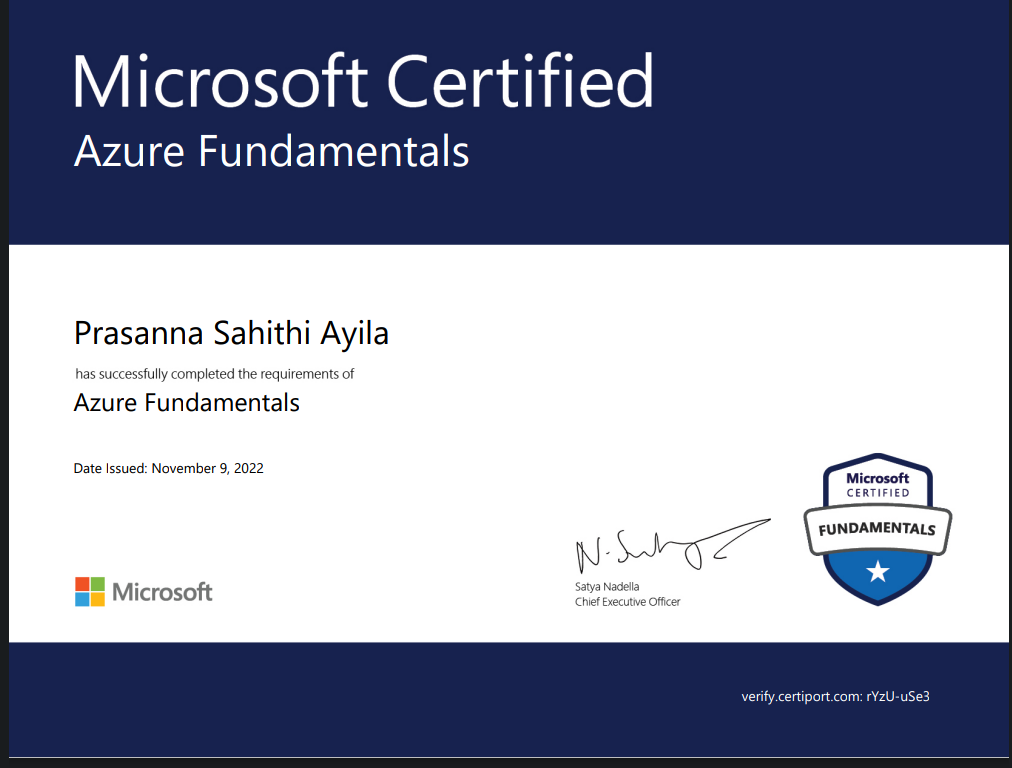 Microsoft Certified
Azure Fundamentals
Prasanna Sahithi Ayila
has successfully completed the requirements of
Azure Fundamentals
Date Issued: November 9, 2022
Microsoft
CERTIFIED
FUNDAMENTALS
N. Satya
Satya Nadella
Chief Executive Officer
Microsoft
verify.certiport.com: rYzU-uSe3